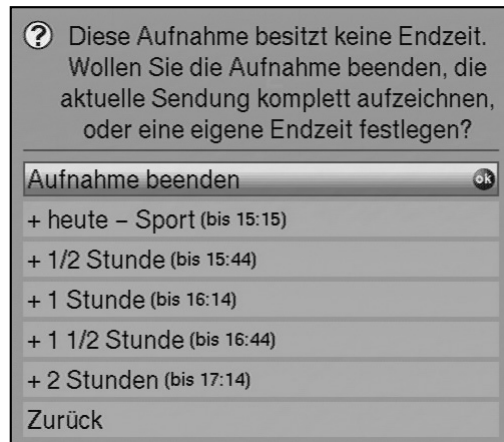 ? Diese Aufnahme besitzt keine Endzeit.
Wollen Sie die Aufnahme beenden, die
aktuelle Sendung komplett aufzeichnen,
oder eine eigene Endzeit festlegen?
Aufnahme beenden ok
+ heute – Sport (bis 15:15)
+ 1/2 Stunde (bis 15:44)
+ 1 Stunde (bis 16:14)
+ 1 1/2 Stunde (bis 16:44)
+ 2 Stunden (bis 17:14)
Zurück